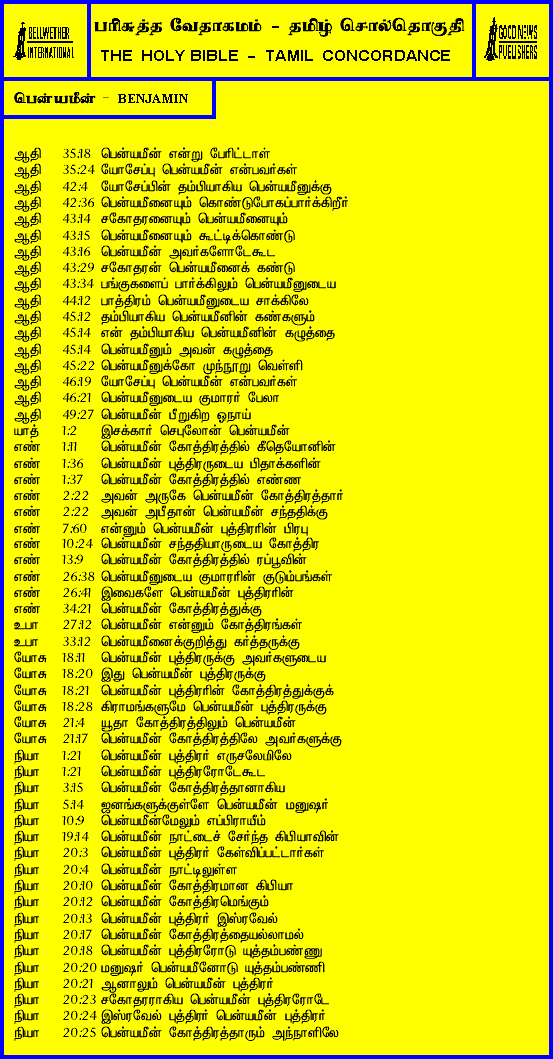 BELLWETHER
INTERNATIONAL
பரிசுத்த வேதாகமம் - தமிழ் சொல்தொகுதி
THE HOLY BIBLE - TAMIL CONCORDANCE
GOOD NEWS
PUBLISHERS
பென்யமீன் - BENJAMIN
ஆதி 35:18 பென்யமீன் என்று பேரிட்டாள்
ஆதி 35:24 யோசேப்பு பென்யமீன் என்பவர்கள்
ஆதி 42:4 யோசேப்பின் தம்பியாகிய பென்யமீனுக்கு
ஆதி 42:36 பென்யமீனையும் கொண்டுபோகப்பார்க்கிறீர்
ஆதி 43:14 சகோதரனையும் பென்யமீனையும்
ஆதி 43:15 பென்யமீனையும் கூட்டிக்கொண்டு
ஆதி 43:16 பென்யமீன் அவர்களோடேகூட
ஆதி 43:29 சகோதரன் பென்யமீனைக் கண்டு
ஆதி 43:34 பங்குகளைப் பார்க்கிலும் பென்யமீனுடைய
ஆதி 44:12 பாத்திரம் பென்யமீனுடைய சாக்கிலே
ஆதி 45:12 தம்பியாகிய பென்யமீனின் கண்களும்
ஆதி 45:14 என் தம்பியாகிய பென்யமீனின் கழுத்தை
ஆதி 45:14 பென்யமீனும் அவன் கழுத்தை
ஆதி 45:22 பென்யமீனுக்கோ முந்நூறு வெள்ளி
ஆதி 46:19 யோசேப்பு பென்யமீன் என்பவர்கள்
ஆதி 46:21 பென்யமீனுடைய குமாரர் பேலா
ஆதி 49:27 பென்யமீன் பீறுகிற ஓநாய்
யாத் 1:2 இசக்கார் செபுலோன் பென்யமீன்
எண் 1:11 பென்யமீன் கோத்திரத்தில் கீதெயோனின்
எண் 1:36 பென்யமீன் புத்திரருடைய பிதாக்களின்
எண் 1:37 பென்யமீன் கோத்திரத்தில் எண்ண
எண் 2:22 அவன் அருகே பென்யமீன் கோத்திரத்தார்
எண் 2:22 அவன் அபீதான் பென்யமீன் சந்ததிக்கு
எண் 7:60 என்னும் பென்யமீன் புத்திரரின் பிரபு
எண் 10:24 பென்யமீன் சந்ததியாருடைய கோத்திர
எண் 13:9 பென்யமீன் கோத்திரத்தில் ரப்பூவின்
எண் 26:38 பென்யமீனுடைய குமாரரின் குடும்பங்கள்
எண் 26:41 இவைகளே பென்யமீன் புத்திரரின்
எண் 34:21 பென்யமீன் கோத்திரத்துக்கு
உபா 27:12 பென்யமீன் என்னும் கோத்திரங்கள்
உபா 33:12 பென்யமீனைக்குறித்து கர்த்தருக்கு
யோசு 18:11 பென்யமீன் புத்திரருக்கு அவர்களுடைய
யோசு 18:20 இது பென்யமீன் புத்திரருக்கு
யோசு 18:21 பென்யமீன் புத்திரரின் கோத்திரத்துக்குக்
யோசு 18:28 கிராமங்களுமே பென்யமீன் புத்திரருக்கு
யோசு 21:4 யூதா கோத்திரத்திலும் பென்யமீன்
யோசு 21:17 பென்யமீன் கோத்திரத்திலே அவர்களுக்கு
நியா 1:21 பென்யமீன் புத்திரர் எருசலேமிலே
நியா 1:21 பென்யமீன் புத்திரரோடேகூட
நியா 3:15 பென்யமீன் கோத்திரத்தானாகிய
நியா 5:14 ஜனங்களுக்குள்ளே பென்யமீன் மனுஷர்
நியா 10:9 பென்யமீன்மேலும் எப்பிராயீம்
நியா 19:14 பென்யமீன் நாட்டைச் சேர்ந்த கிபியாவின்
நியா 20:3 பென்யமீன் புத்திரர் கேள்விப்பட்டார்கள்
நியா 20:4 பென்யமீன் நாட்டிலுள்ள
நியா 20:10 பென்யமீன் கோத்திரமான கிபியா
நியா 20:12 பென்யமீன் கோத்திரமெங்கும்
நியா 20:13 பென்யமீன் புத்திரர் இஸ்ரவேல்
நியா 20:17 பென்யமீன் கோத்திரத்தையல்லாமல்
நியா 20:18 பென்யமீன் புத்திரரோடு யுத்தம்பண்ணு
நியா 20:20 மனுஷர் பென்யமீனோடு யுத்தம்பண்ணி
நியா 20:21 ஆனாலும் பென்யமீன் புத்திரர்
நியா 20:23 சகோதரராகிய பென்யமீன் புத்திரரோடே
நியா 20:24 இஸ்ரவேல் புத்திரர் பென்யமீன் புத்திரர்
நியா 20:25 பென்யமீன் கோத்திரத்தாரும் அந்நாளிலே